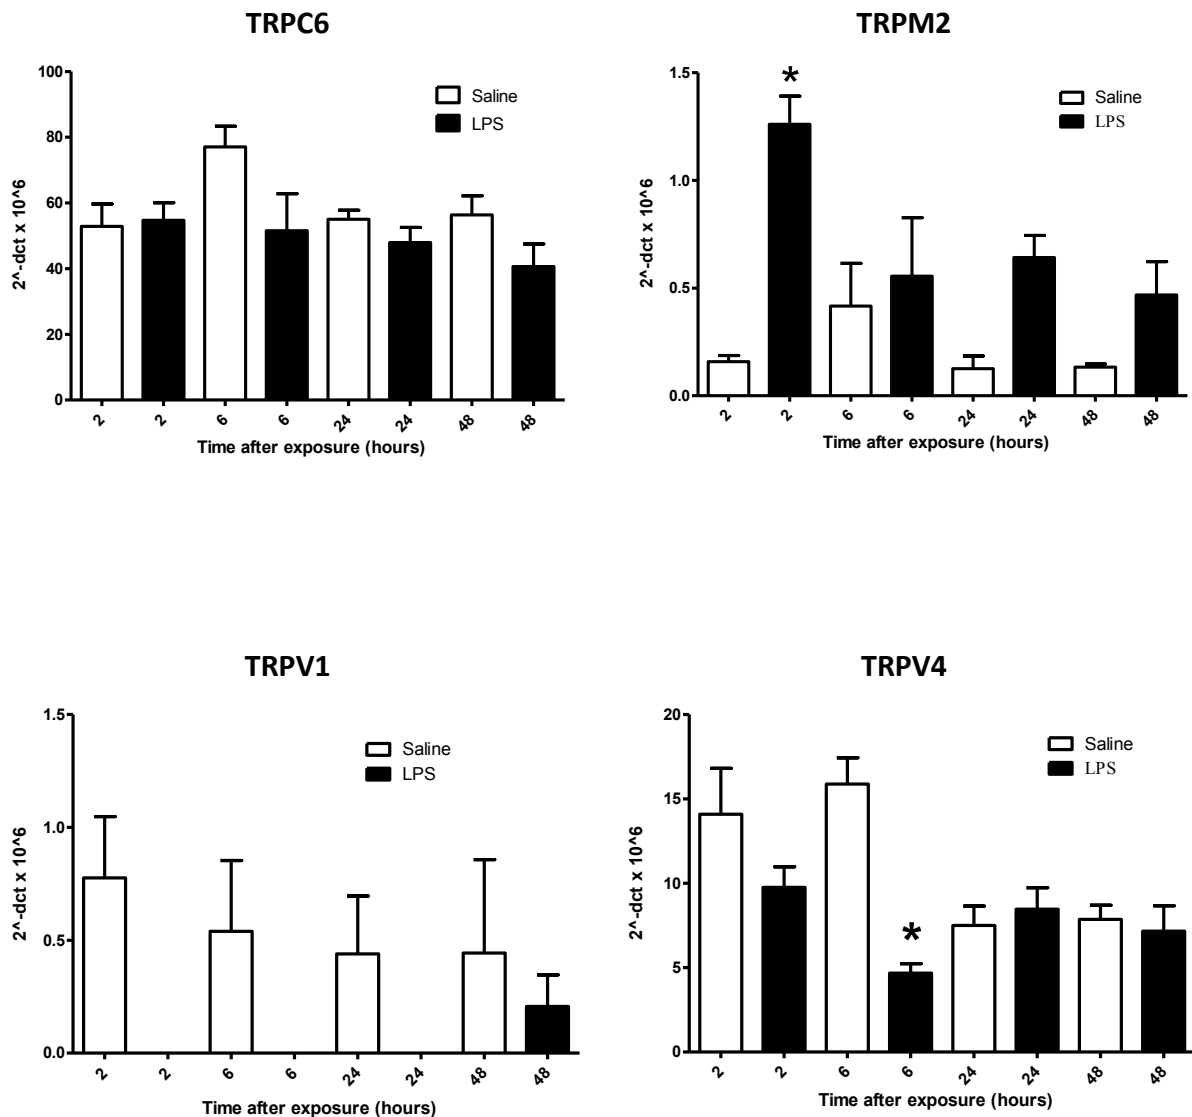 TRPC6
2^-dct x 10^6
100
80
60
40
20
0
Saline
LPS
2 2 6 6 24 24 48 48
Time after exposure (hours)
TRPM2
2^-dct x 10^6
1.5
1.0
0.5
0.0
*
Saline
LPS
2 2 6 6 24 24 48 48
Time after exposure (hours)
TRPV1
2^-dct x 10^6
1.5
1.0
0.5
0.0
Saline
LPS
2 2 6 6 24 24 48 48
Time after exposure (hours)
TRPV4
2^-dct x 10^6
20
15
10
5
0
Saline
LPS
*
2 2 6 6 24 24 48 48
Time after exposure (hours)